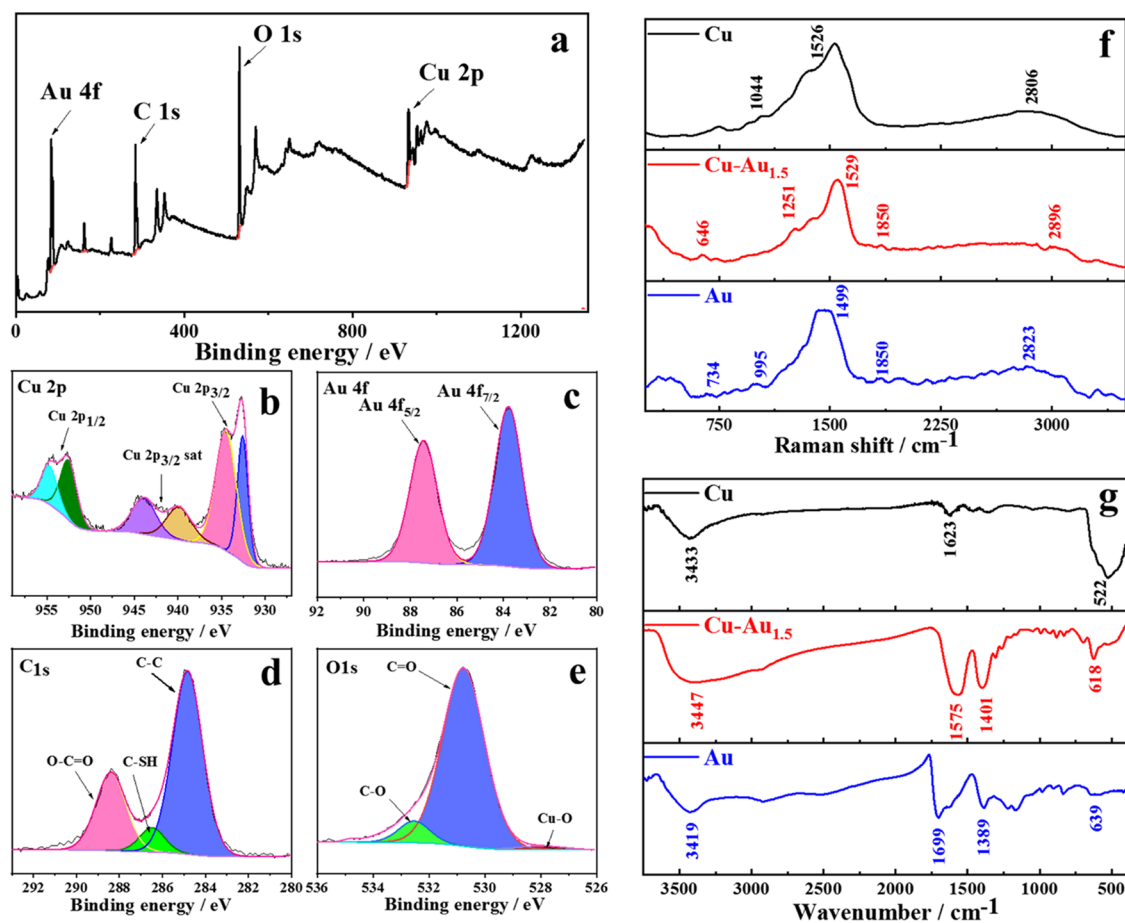 a
Au 4f
C 1s
O 1s
Cu 2p
0 400 800 1200
Binding energy / eV
Cu 2p
b
Cu 2p1/2
Cu 2p3/2 sat
Cu 2p3/2
955 950 945 940 935 930
Binding energy / eV
Au 4f
c
Au 4f5/2
Au 4f7/2
92 90 88 86 84 82 80
Binding energy / eV
C1s
d
O-C=O
C-SH
C-C
292 290 288 286 284 282 280
Binding energy / eV
O1s
e
C=O
C-O
Cu-O
536 534 532 530 528 526
Binding energy / eV
f
Cu
1044
1526
2806
Cu-Au1.5
646
1251
1529
1850
2896
Au
734
995
1499
1850
2823
750 1500 2250 3000
Raman shift / cm-1
g
Cu
3433
1623
522
Cu-Au1.5
3447
1575
1401
618
Au
3419
1699
1389
639
3500 3000 2500 2000 1500 1000 500
Wavenumber / cm-1